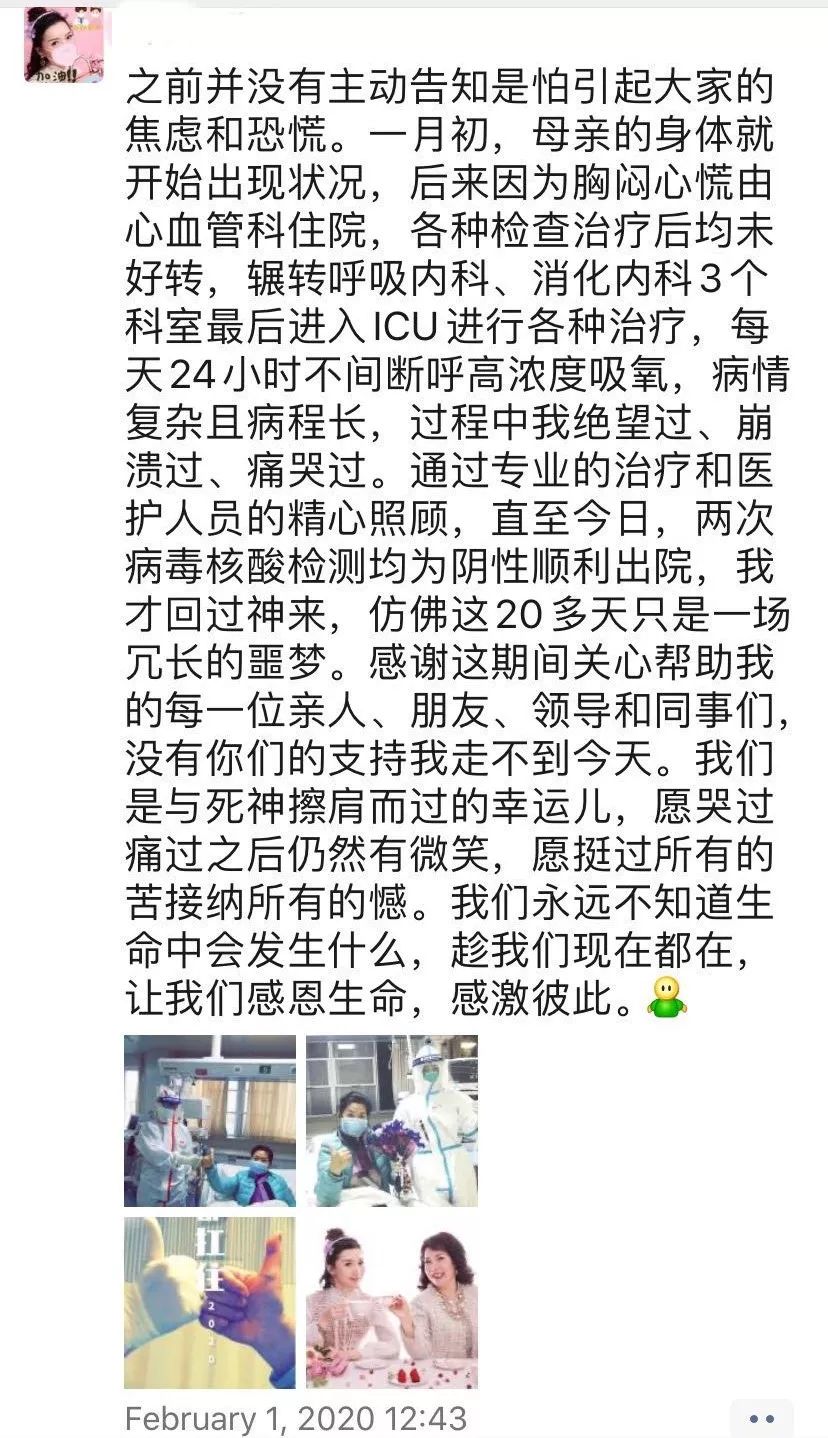 加油!!
之前并没有主动告知是怕引起大家的
焦虑和恐慌。一月初，母亲的身体就
开始出现状况，后来因为胸闷心慌由
心血管科住院，各种检查治疗后均未
好转，辗转呼吸内科、消化内科3个
科室最后进入ICU进行各种治疗，每
天24小时不间断呼高浓度吸氧，病情
复杂且病程长，过程中我绝望过、崩
溃过、痛哭过。通过专业的治疗和医
护人员的精心照顾，直至今日，两次
病毒核酸检测均为阴性顺利出院，我
才回过神来，仿佛这20多天只是一场
冗长的噩梦。感谢这期间关心帮助我
的每一位亲人、朋友、领导和同事们，
没有你们的支持我走不到今天。我们
是与死神擦肩而过的幸运儿，愿哭过
痛过之后仍然有微笑，愿挺过所有的
苦接纳所有的憾。我们永远不知道生
命中会发生什么，趁我们现在都在，
让我们感恩生命，感激彼此。
扛住
2020
February 1, 2020 12:43